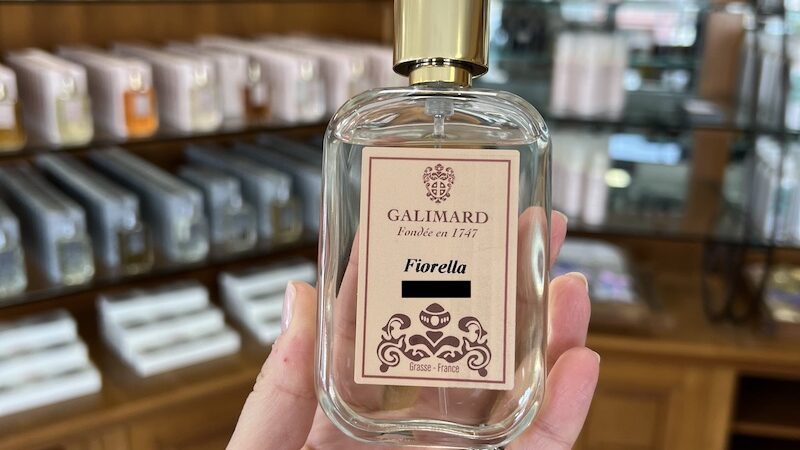 GALIMARD
Fondée en 1747
Fiorella
Grasse - France